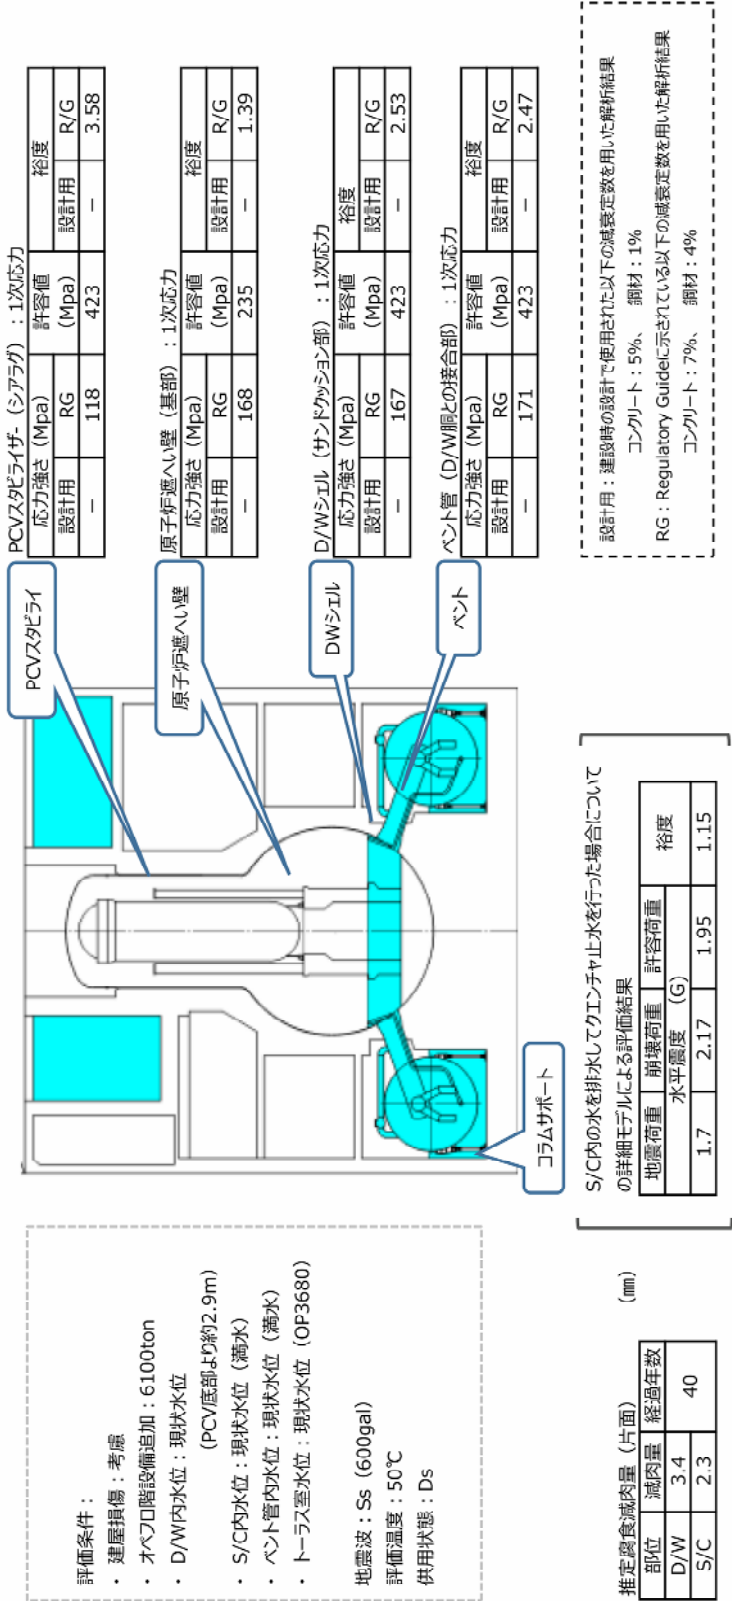 評価条件：
・ 建屋損傷：考慮
・ オペフロ階設備追加：6100ton
・ D/W内水位：現状水位
（PCV底部より約2.9m）
・ S/C内水位：現状水位（満水）
・ ベント管内水位：現状水位（満水）
・ トーラス室水位：現状水位（OP3680）
地震波：Ss（600gal）
評価温度：50℃
供用状態：Ds
推定腐食減肉量（片面） （mm）
部位 減肉量 経過年数
D/W 3.4 40
S/C 2.3
PCVスタビライ
原子炉遮へい壁
DWシェル
ベント
コラムサポート
S/C内の水を排水してクエンチャ止水を行った場合について
の詳細モデルによる評価結果
地震荷重 崩壊荷重 許容荷重 裕度
水平震度（G）
1.7 2.17 1.95 1.15
PCVスタビライザ-（シアラグ）：1次応力
応力強さ（Mpa） 許容値 裕度
設計用 RG （Mpa） 設計用 R/G
－ 118 423 － 3.58
原子炉遮へい壁（基部）：1次応力
応力強さ（Mpa） 許容値 裕度
設計用 RG （Mpa） 設計用 R/G
－ 168 235 － 1.39
D/Wシェル（サンドクッション部）：1次応力
応力強さ（Mpa） 許容値 裕度
設計用 RG （Mpa） 設計用 R/G
－ 167 423 － 2.53
ベント管（D/W胴との接合部）：1次応力
応力強さ（Mpa） 許容値 裕度
設計用 RG （Mpa） 設計用 R/G
－ 171 423 － 2.47
設計用：建設時の設計で使用された以下の減衰定数を用いた解析結果
コンクリート：5%、 鋼材：1%
RG：Regulatory Guideに示されている以下の減衰定数を用いた解析結果
コンクリート：7%、 鋼材：4%